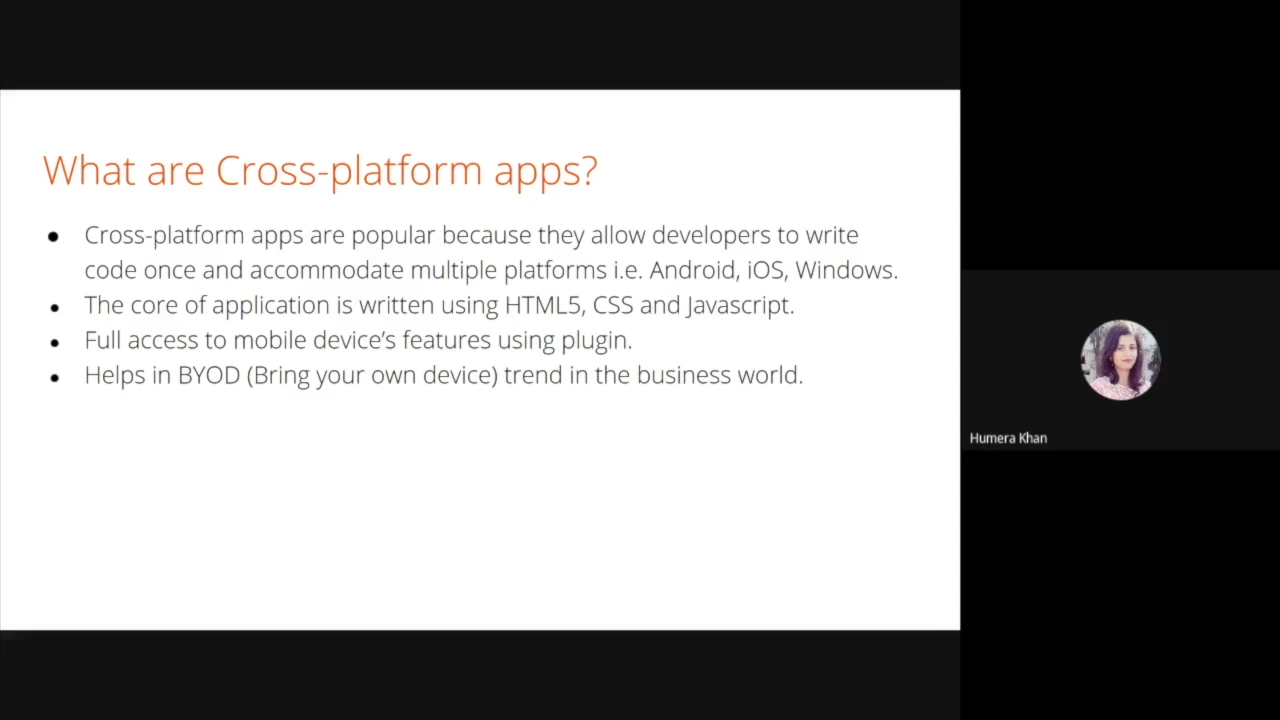 What are Cross-platform apps?
● Cross-platform apps are popular because they allow developers to write
code once and accommodate multiple platforms i.e. Android, iOS, Windows.
● The core of application is written using HTML5, CSS and Javascript.
● Full access to mobile device’s features using plugin.
● Helps in BYOD (Bring your own device) trend in the business world.
Humera Khan